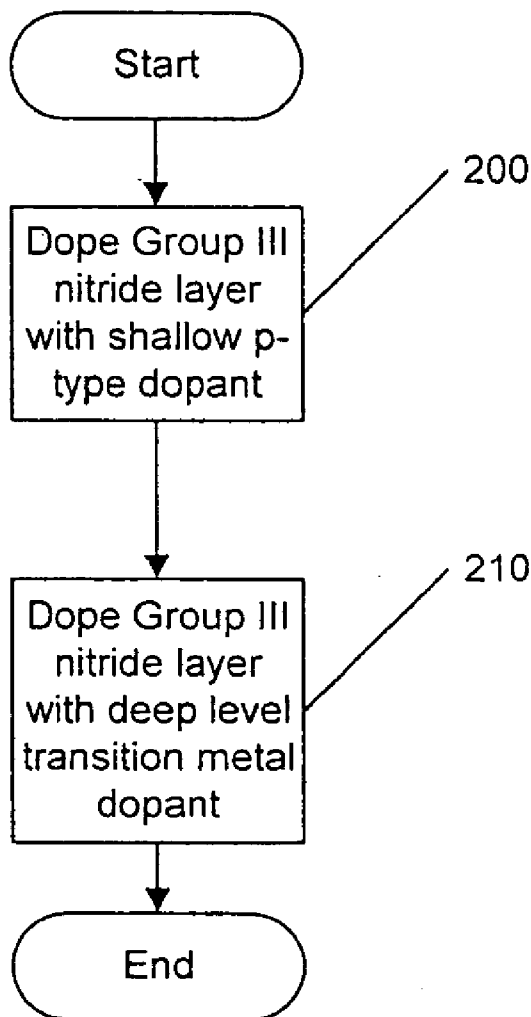 Start
200
Dope Group III
nitride layer
with shallow p-
type dopant
210
Dope Group III
nitride layer
with deep level
transition metal
dopant
End